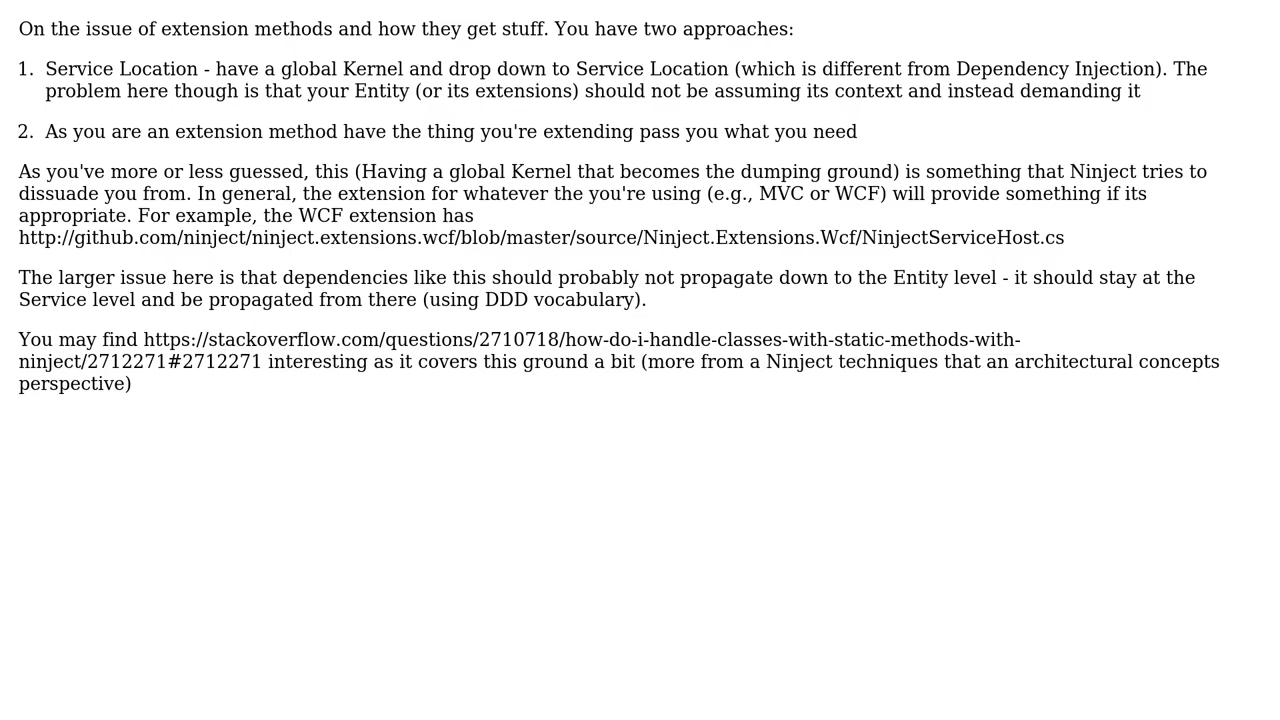 On the issue of extension methods and how they get stuff. You have two approaches:
1. Service Location - have a global Kernel and drop down to Service Location (which is different from Dependency Injection). The
problem here though is that your Entity (or its extensions) should not be assuming its context and instead demanding it
2. As you are an extension method have the thing you're extending pass you what you need
As you've more or less guessed, this (Having a global Kernel that becomes the dumping ground) is something that Ninject tries to
dissuade you from. In general, the extension for whatever the you're using (e.g., MVC or WCF) will provide something if its
appropriate. For example, the WCF extension has
http://github.com/ninject/ninject.extensions.wcf/blob/master/source/Ninject.Extensions.Wcf/NinjectServiceHost.cs
The larger issue here is that dependencies like this should probably not propagate down to the Entity level - it should stay at the
Service level and be propagated from there (using DDD vocabulary).
You may find https://stackoverflow.com/questions/2710718/how-do-i-handle-classes-with-static-methods-with-
ninject/2712271#2712271 interesting as it covers this ground a bit (more from a Ninject techniques that an architectural concepts
perspective)